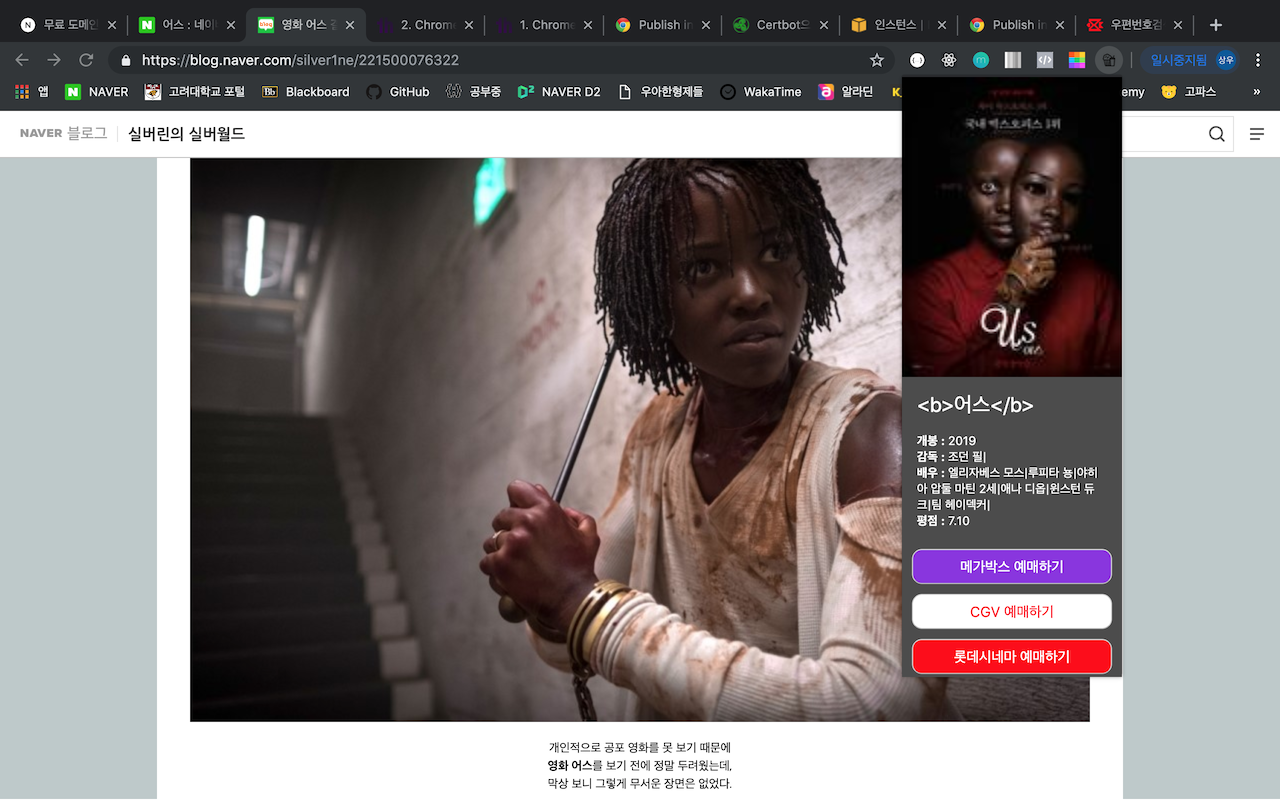 무료 도메인
어스 : 네이
영화 어스 
2. Chrome
1. Chrome
Publish in
Certbot으
인스턴스 |
Publish in
우편번호검
https://blog.naver.com/silver1ne/221500076322
일시중지됨
상우
앱
NAVER
고려대학교 포털
Blackboard
GitHub
공부중
NAVER D2
우아한형제들
WakaTime
알라딘
emy
고파스
»
NAVER 블로그
실버린의 실버월드
국내 박스오피스 1위
Us
어스
<b>어스</b>
개봉 : 2019
감독 : 조던 필|
배우 : 엘리자베스 모스|루피타 뇽|야히
아 압둘 마틴 2세|애나 디옵|윈스턴 듀
크|팀 헤이덱커|
평점 : 7.10
메가박스 예매하기
CGV 예매하기
롯데시네마 예매하기
개인적으로 공포 영화를 못 보기 때문에
영화 어스를 보기 전에 정말 두려웠는데,
막상 보니 그렇게 무서운 장면은 없었다.